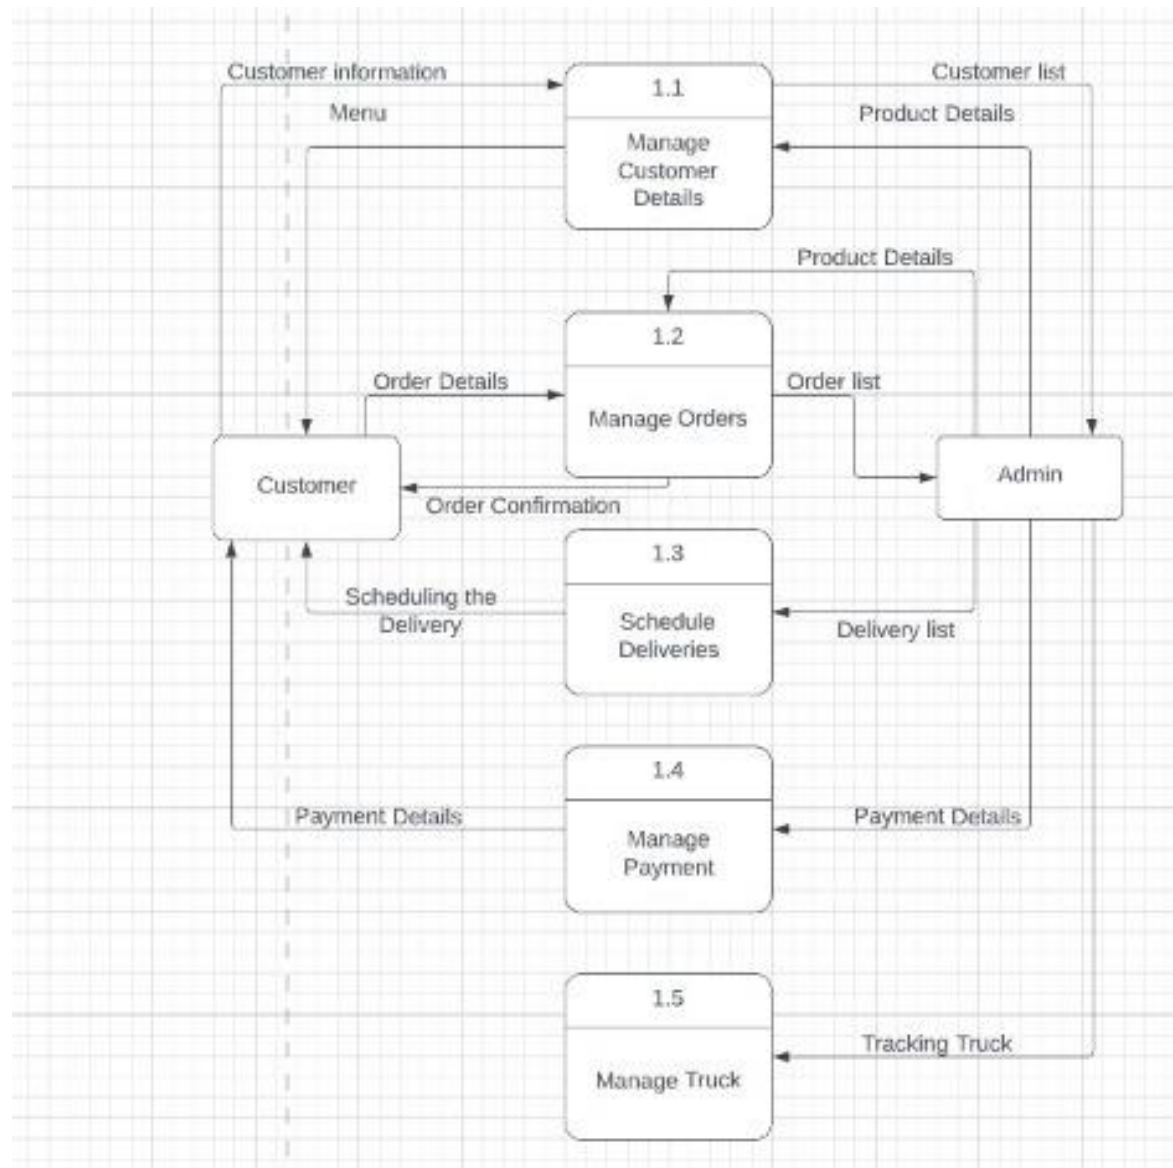 Customer information
Customer list
1.1
Menu
Product Details
Manage
Customer
Details
Product Details
1.2
Order Details
Order list
Manage Orders
Customer
Admin
Order Confirmation
1.3
Scheduling the
Delivery
Schedule
Deliveries
Delivery list
1.4
Payment Details
Payment Details
Manage
Payment
1.5
Tracking Truck
Manage Truck